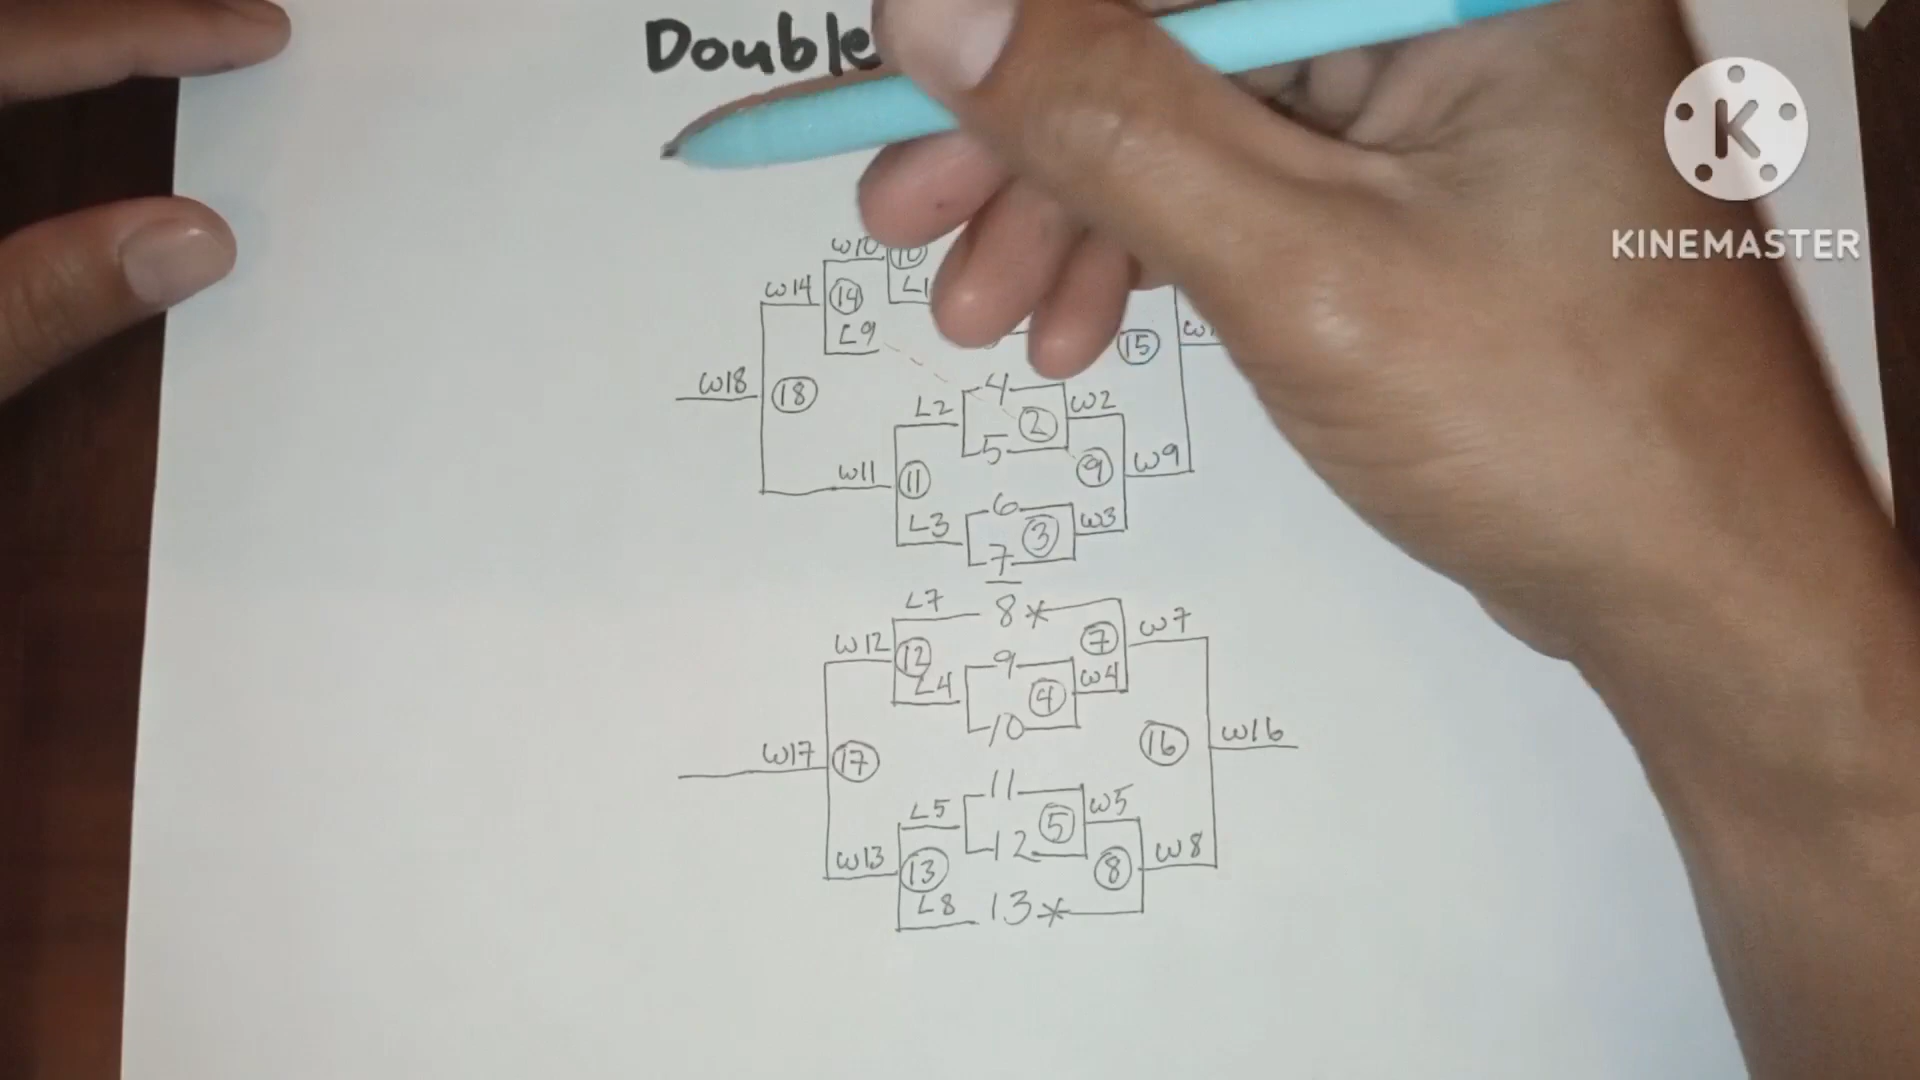 Double
K
KINEMASTER
W10 10
W14 14 L1
L9 15
W18 18 4 W2
L2 2
5 9 W9
W11 11 6
L3 3 W3
7
L7 8* W7
W12 12 9 7
L4 4 W4
10 16 W16
W17 17 11
L5 5 W5
12 W8
W13 13 8
L8 13*